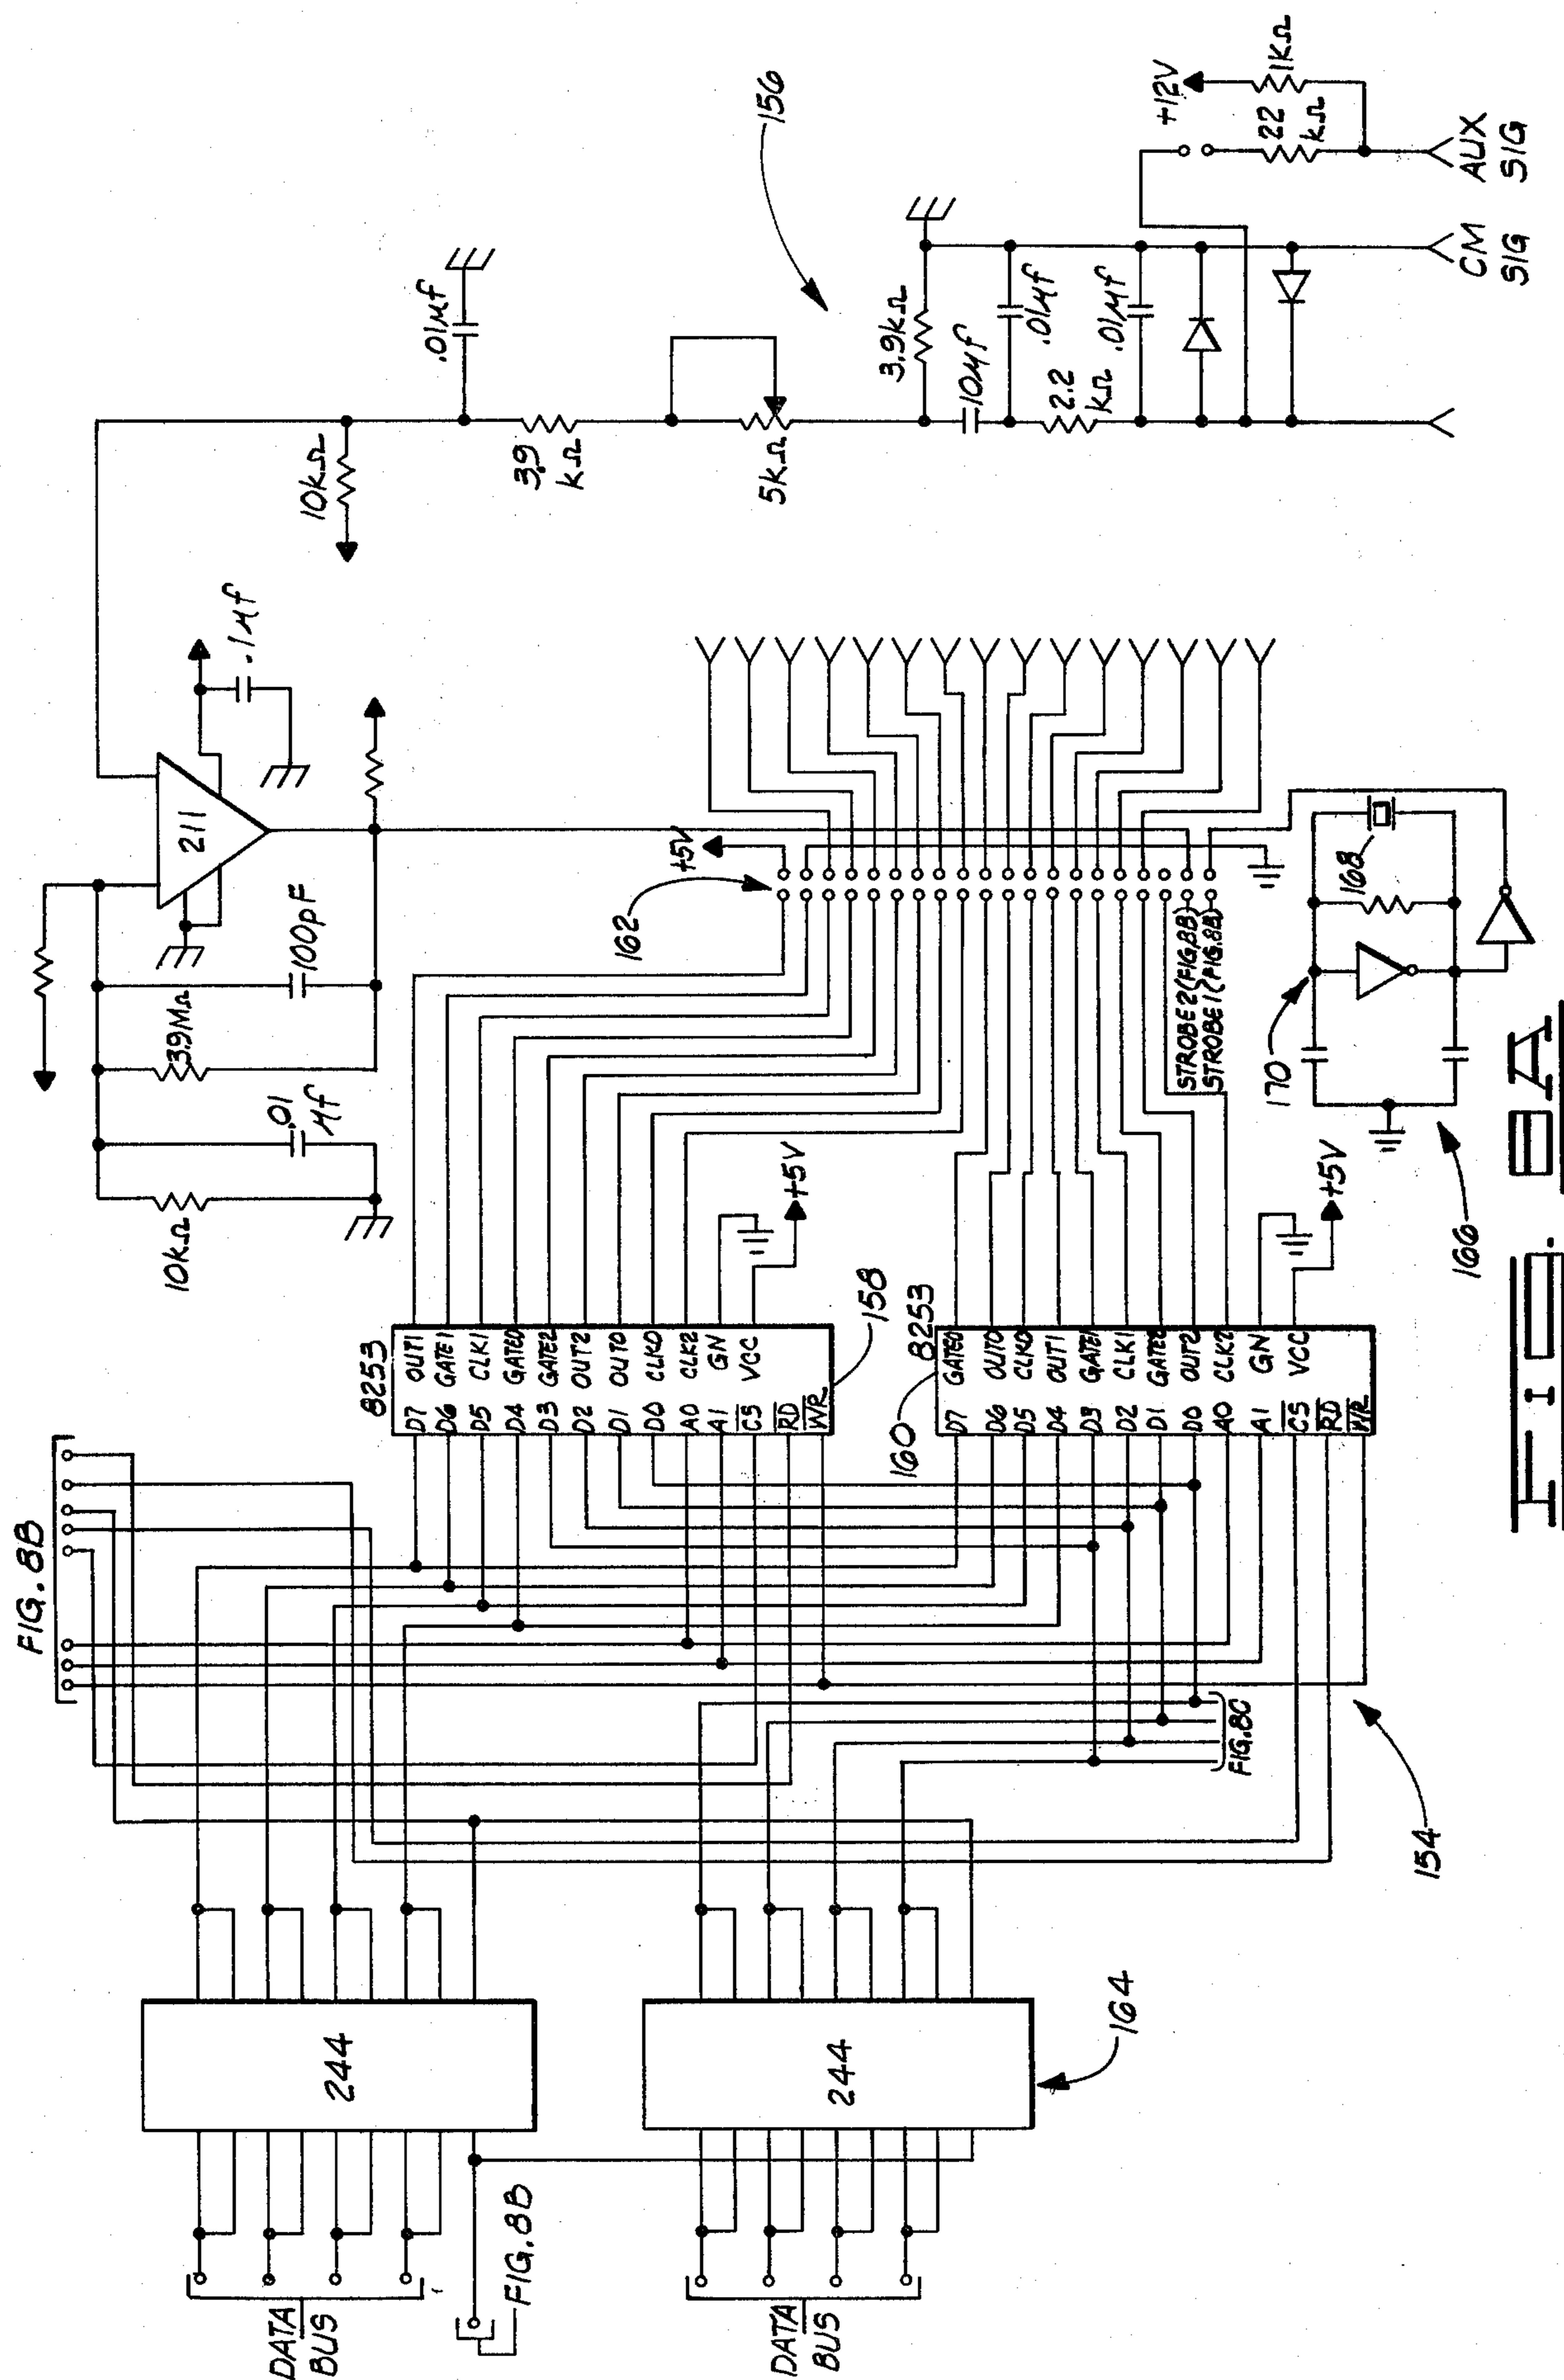 FIG. 8B
DATA
BUS
244
FIG. 8B
DATA
BUS
244
164
154
FIG. 8C
8253
D7 OUT1
D6 GATE1
D5 CLK1
D4 GATE0
D3 GATE2
D2 OUT2
D1 OUT0
D0 CLK0
A0 CLK2
A1 GN
CS VCC
RD
WR
158
+5V
160
8253
D7 GATE0
D6 OUT0
D5 CLK0
D4 OUT1
D3 GATE1
D2 CLK1
D1 GATE2
D0 OUT2
A0 CLK2
A1 GN
CS VCC
RD
WR
+5V
10kΩ
.01
μf
3.9MΩ
100pF
211
.1μf
10kΩ
.01μf
3.9
kΩ
5kΩ
156
3.9kΩ
10μf
.01μf
2.2
kΩ
.01μf
+12V
22
kΩ
1KΩ
CM
SIG
AUX
SIG
162
+5V
STROBE 2 (FIG.8B)
STROBE 1 (FIG.8B)
170
168
166
FIG. 8A